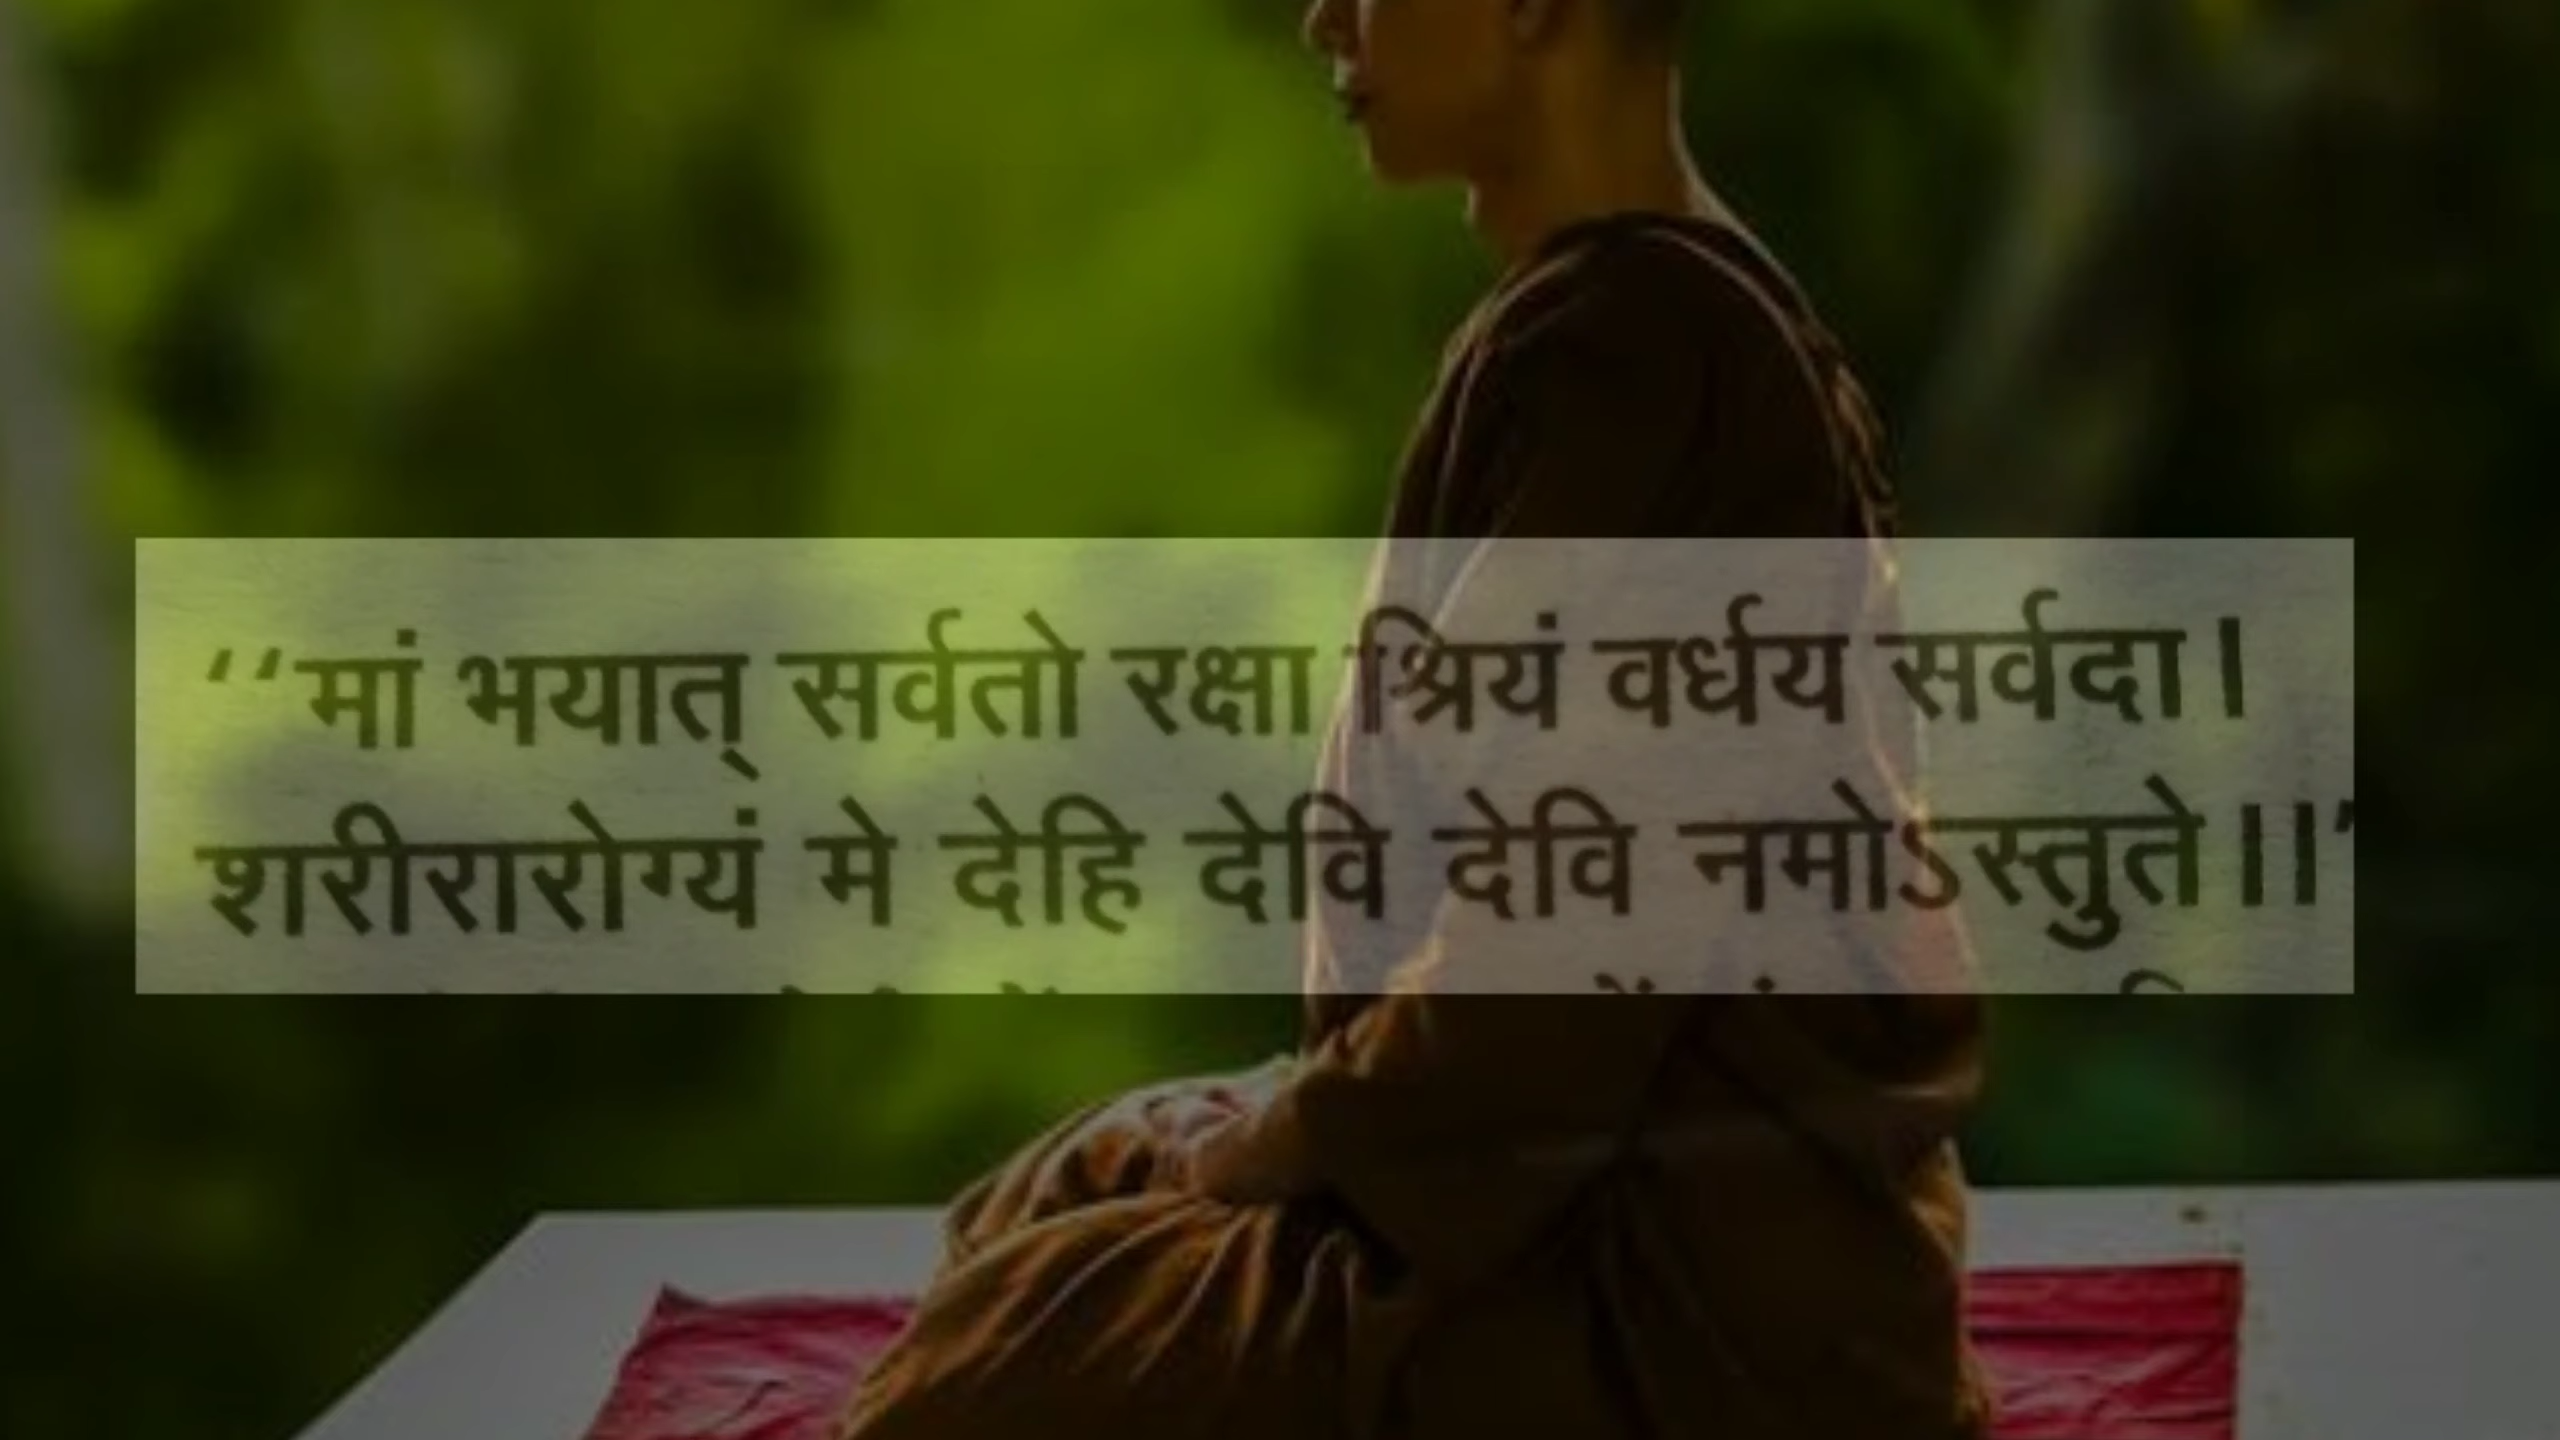 ‘‘मां भयात् सर्वतो रक्षा श्रियं वर्धय सर्वदा।
शरीरारोग्यं मे देहि देवि देवि नमोऽस्तुते।।’